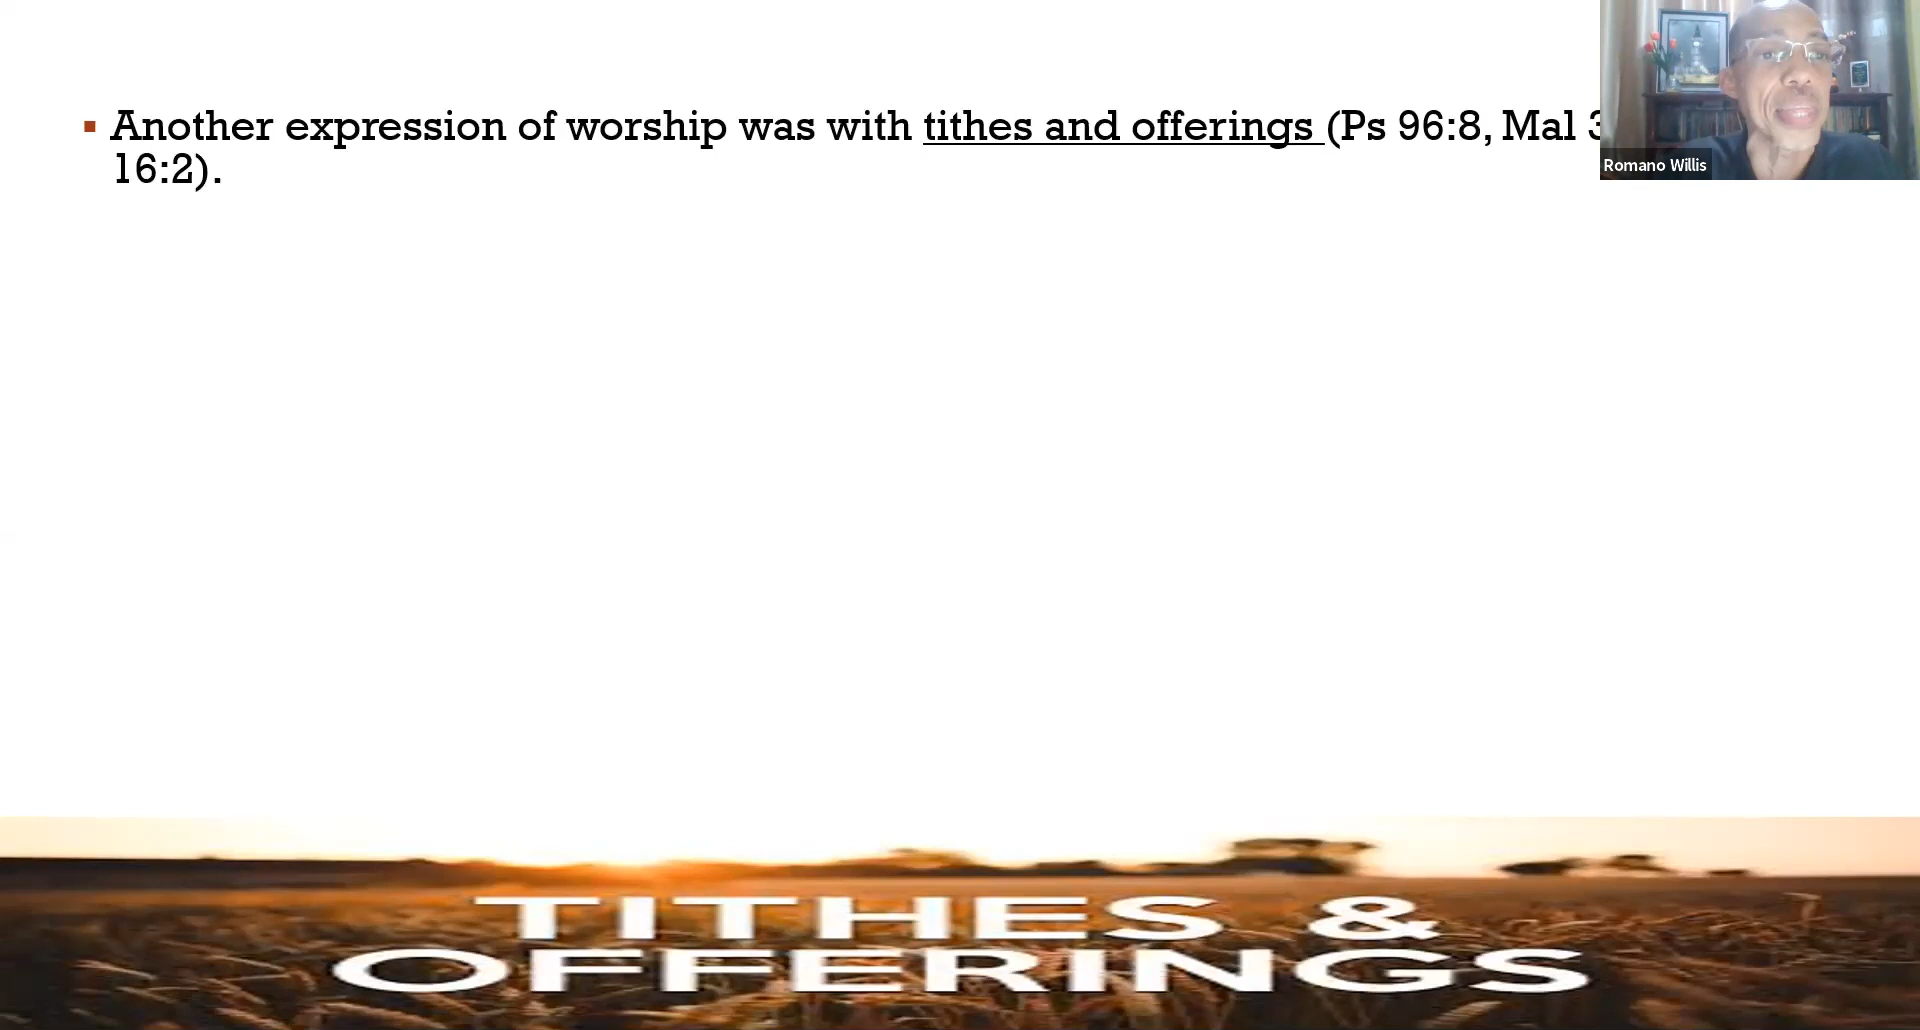 Another expression of worship was with tithes and offerings (Ps 96:8, Mal
16:2).
Romano Willis
TITHES &
OFFERINGS